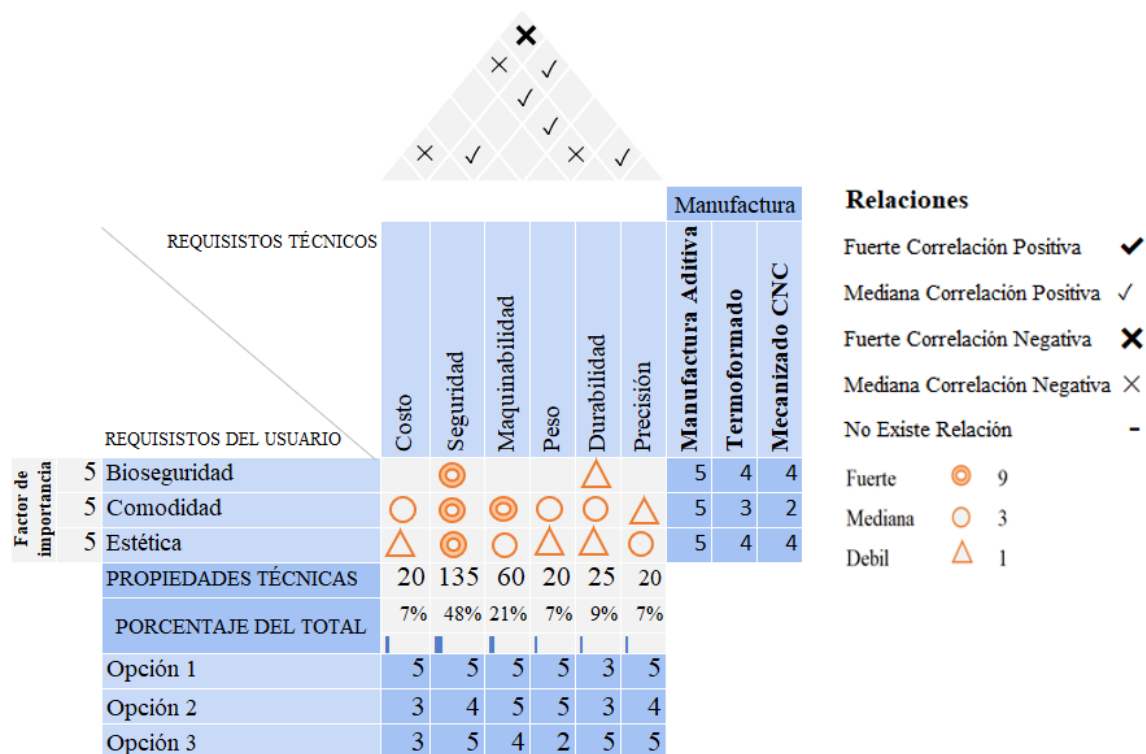 Manufactura
REQUISISTOS TÉCNICOS
Costo
Seguridad
Maquinabilidad
Peso
Durabilidad
Precisión
Manufactura Aditiva
Termoformado
Mecanizado CNC
REQUISISTOS DEL USUARIO
Factor de importancia
5 Bioseguridad 5 4 4
5 Comodidad 5 3 2
5 Estética 5 4 4
PROPIEDADES TÉCNICAS 20 135 60 20 25 20
PORCENTAJE DEL TOTAL 7% 48% 21% 7% 9% 7%
Opción 1 5 5 5 5 3 5
Opción 2 3 4 5 5 3 4
Opción 3 3 5 4 2 5 5
Relaciones
Fuerte Correlación Positiva ✔
Mediana Correlación Positiva ✓
Fuerte Correlación Negativa ✖
Mediana Correlación Negativa ×
No Existe Relación -
Fuerte 9
Mediana 3
Debil 1